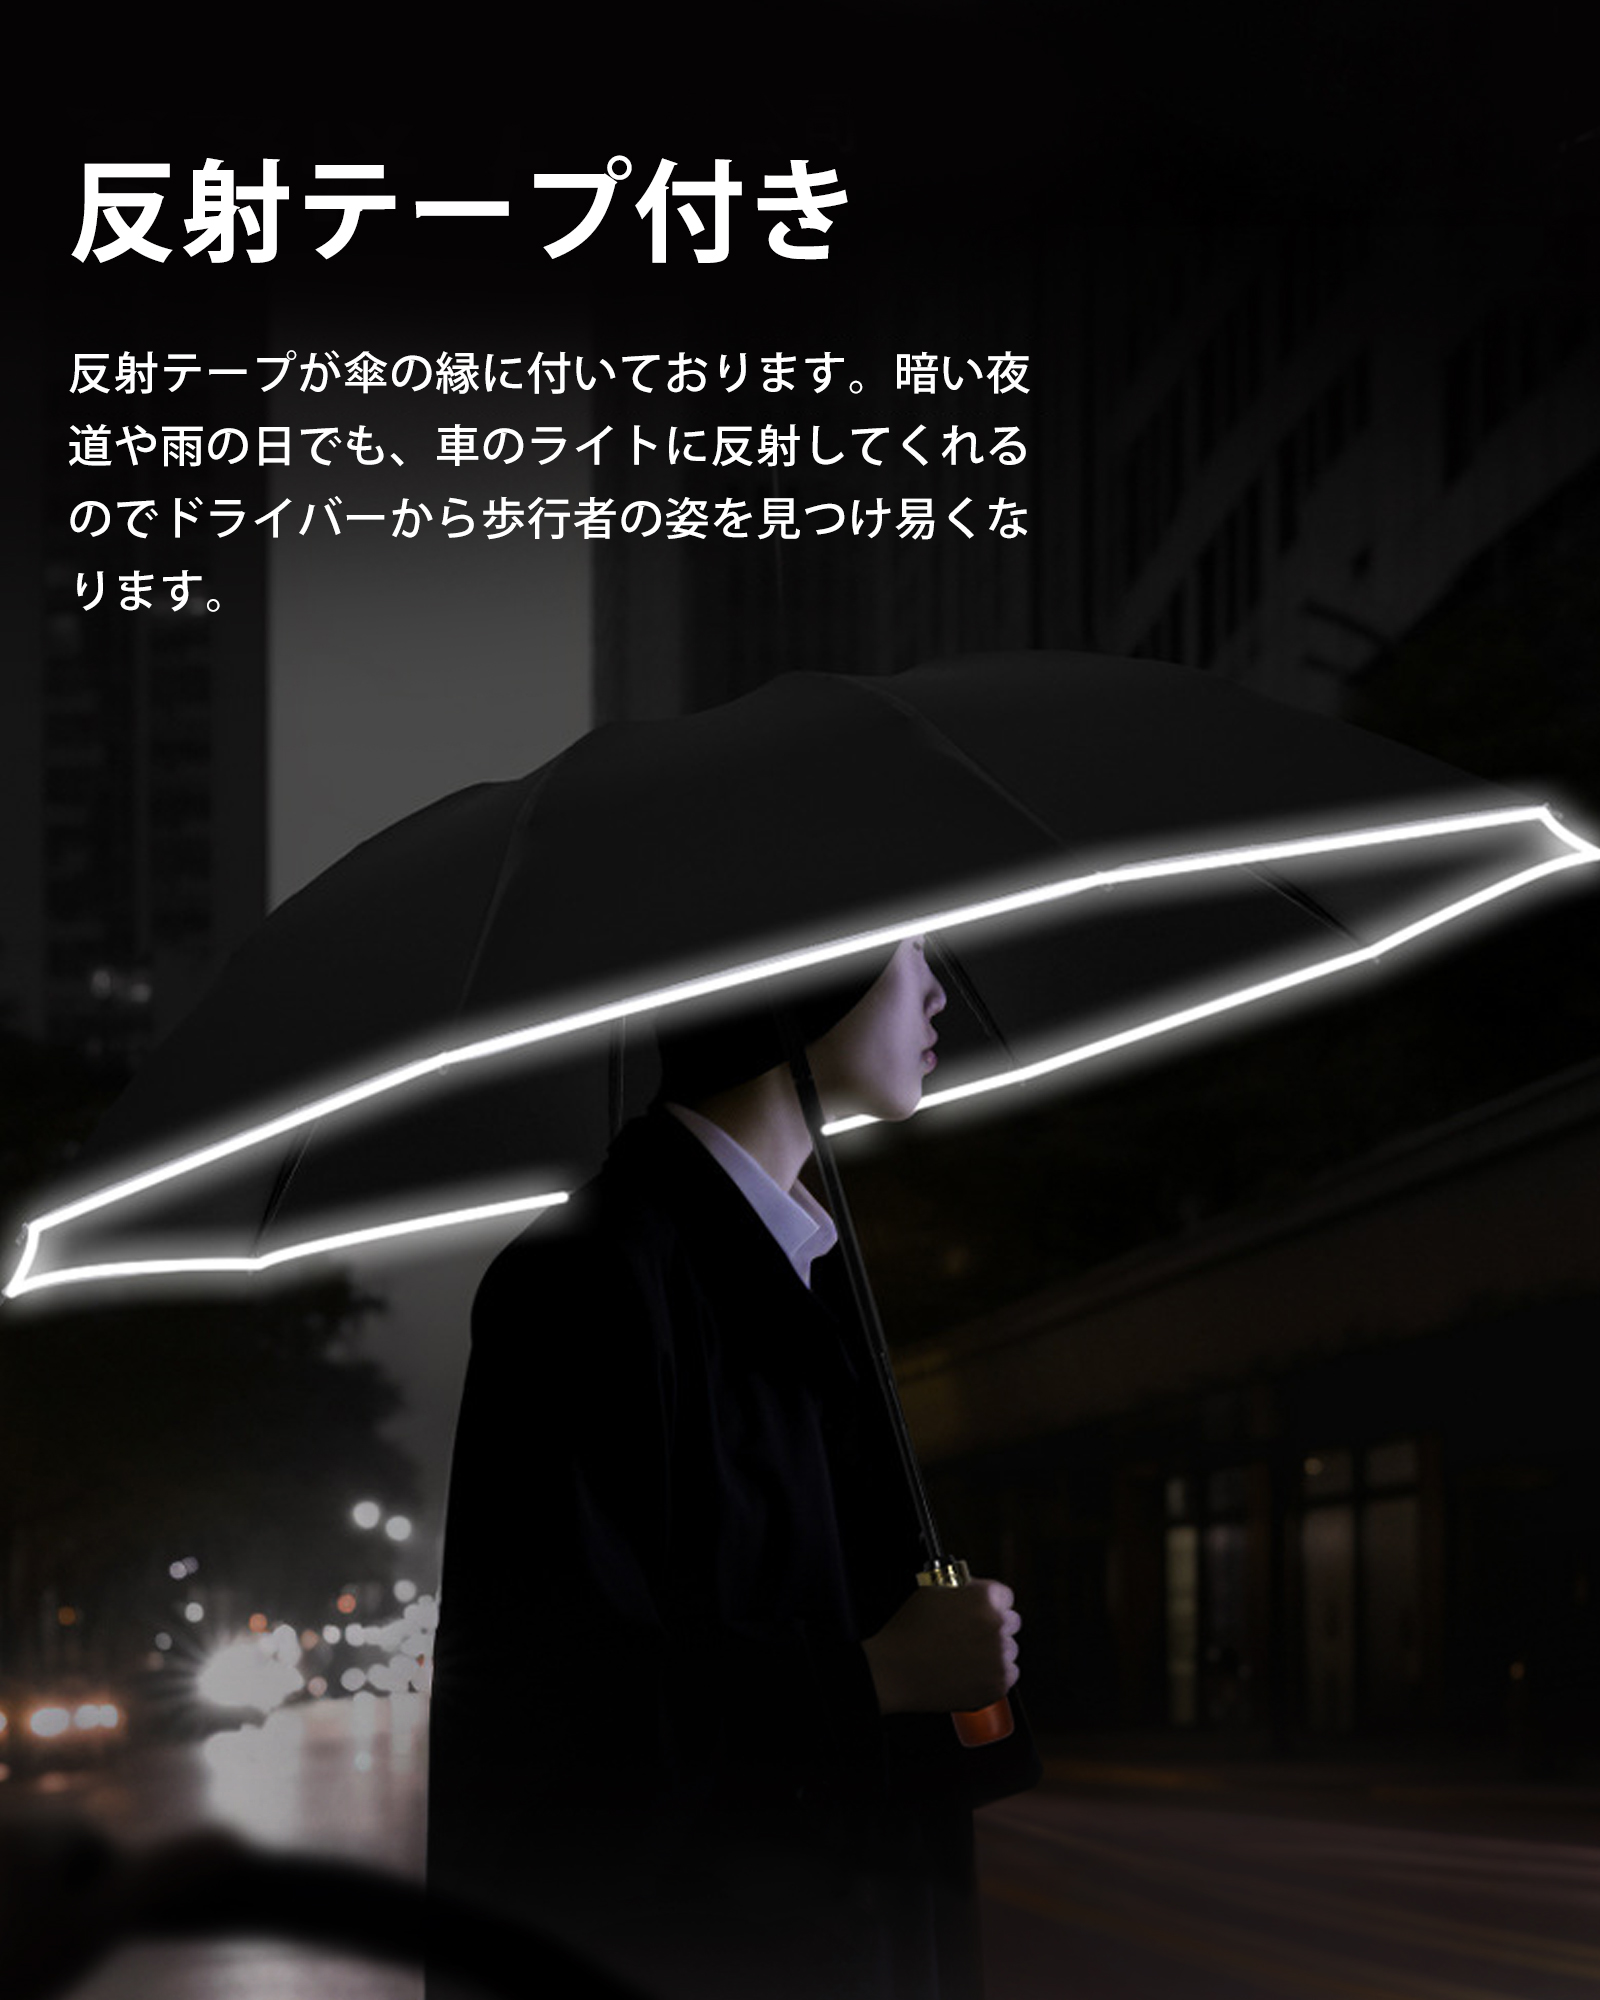 反射テープ付き
反射テープが傘の縁に付いております。暗い夜
道や雨の日でも、車のライトに反射してくれる
のでドライバーから歩行者の姿を見つけ易くな
ります。